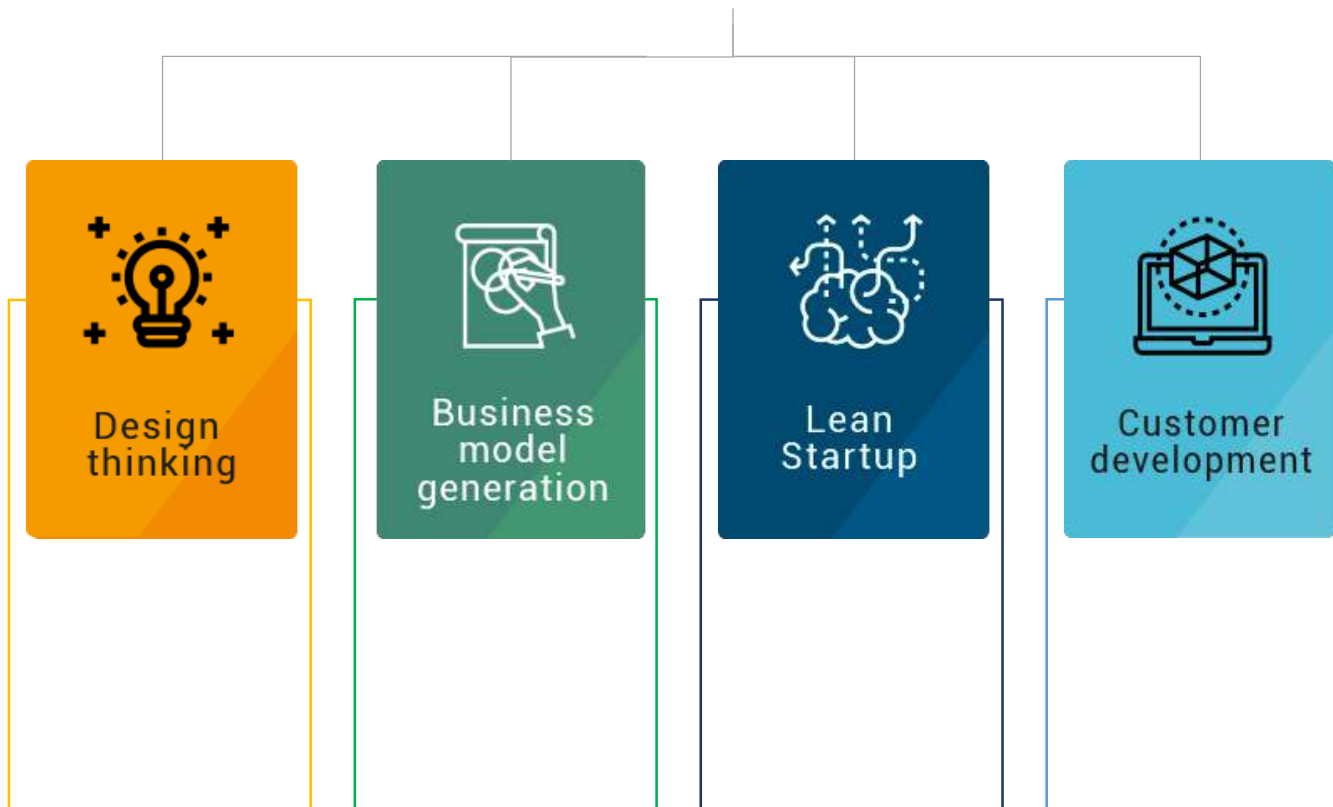 Design
thinking
Business
model
generation
Lean
Startup
Customer
development